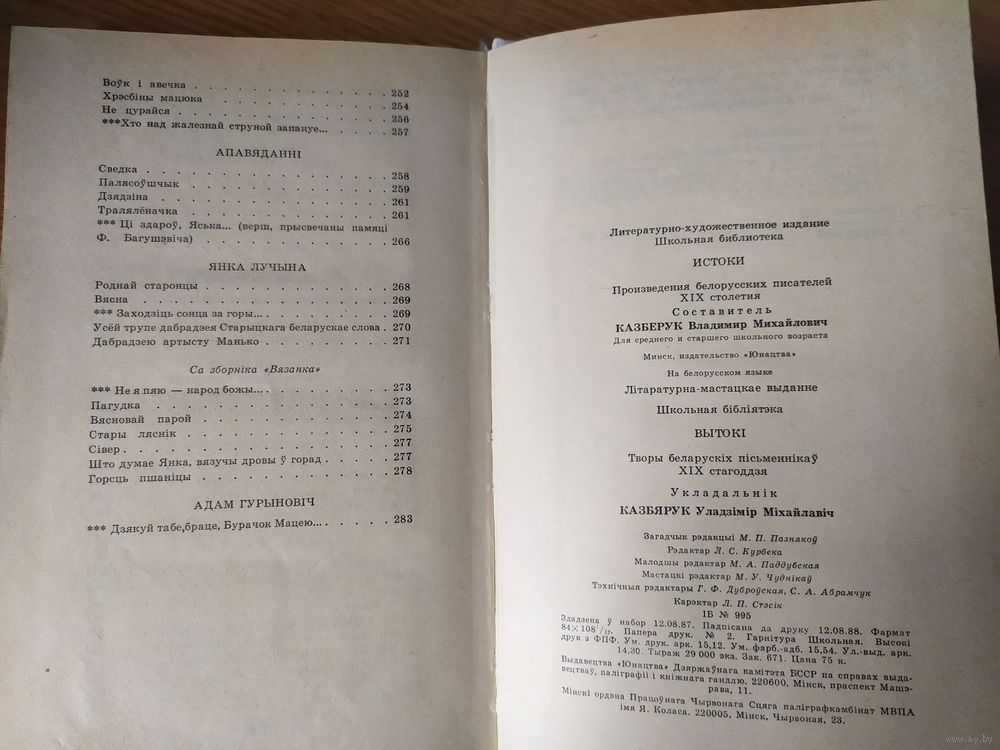 Воўк і авечка . . . . . . . . . . . . . . . 252
Хрэсбіны мацюка . . . . . . . . . . . . . 254
Не цурайся . . . . . . . . . . . . . . . . 256
***Хто над жалезнай струной запануе... . . . . . 257
АПАВЯДАННІ
Сведка . . . . . . . . . . . . . . . . . . 258
Палясоўшчык . . . . . . . . . . . . . . . 259
Дзядзіна . . . . . . . . . . . . . . . . . 261
Траляләначка . . . . . . . . . . . . . . . 261
*** Ці здароў, Яська... (верш, прысвечаны памяці
Ф. Багушэвіча) . . . . . . . . . . . . . . 266
ЯНКА ЛУЧЫНА
Роднай старонцы . . . . . . . . . . . . . 268
Вясна . . . . . . . . . . . . . . . . . . 269
*** Заходзіць сонца за горы... . . . . . . . . . 269
Усёй трупе дабрадзея Старыцкага беларускае слова . 270
Дабрадзею артысту Манько . . . . . . . . . 271
Са зборніка «Вязанка»
*** Не я пяю — народ божы... . . . . . . . . . . 273
Пагудка . . . . . . . . . . . . . . . . . 273
Вясновай парой . . . . . . . . . . . . . . 274
Стары ляснік . . . . . . . . . . . . . . . 275
Сівер . . . . . . . . . . . . . . . . . . 277
Што думае Янка, вязучы дровы ў горад . . . . . 277
Горсць пшаніцы . . . . . . . . . . . . . . 278
АДАМ ГУРЫНОВІЧ
*** Дзякуй табе,браце, Бурачок Мацею... . . . . . 283
Литературно-художественное издание
Школьная библиотека
ИСТОКИ
Произведения белорусских писателей
XIX столетия
Составитель
КАЗБЕРУК Владимир Михайлович
Для среднего и старшего школьного возраста
Минск, издательство «Юнацтва»
На белорусском языке
Літаратурна-мастацкае выданне
Школьная бібліятэка
ВЫТОКІ
Творы беларускіх пісьменнікаў
XIX стагоддзя
Укладальнік
КАЗБЯРУК Уладзімір Міхайлавіч
Загадчык рэдакцыі М. П. Пазнякоў
Рэдактар Л. С. Курбека
Малодшы рэдактар М. А. Паддубская
Мастацкі рэдактар М. У. Чуднікаў
Тэхнічныя рэдактары Г. Ф. Дуброўская, С. А. Абрамчук
Карэктар Л. П. Стэсік
ІБ № 995
Здадзена ў набор 12.08.87. Падпісана да друку 12.08.88. Фармат
84×108¹/₃₂. Папера друк. № 2. Гарнітура Школьная. Высокі
друк з ФПФ. Ум. друк. арк. 15,12. Ум. фарб.-адб. 15,54. Ул.-выд. арк.
14.30. Тыраж 29 000 экз. Зак. 671. Цана 75 к.
Выдавецтва «Юнацтва» Дзяржаўнага камітэта БССР па справах выда-
вецтваў, паліграфіі і кніжнага гандлю. 220600, Мінск, праспект Машэ-
рава, 11.
Мінскі ордэна Працоўнага Чырвонага Сцяга паліграфкамбінат МВПА
імя Я. Коласа. 220005, Мінск, Чырвоная, 23.
www.ay.by